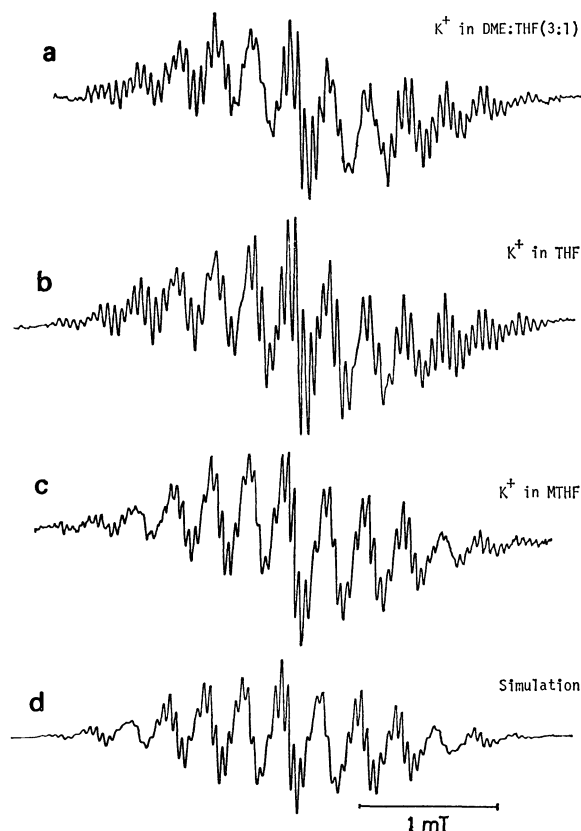 K⁺ in DME:THF(3:1)
a
K⁺ in THF
b
K⁺ in MTHF
c
Simulation
d
1 mT